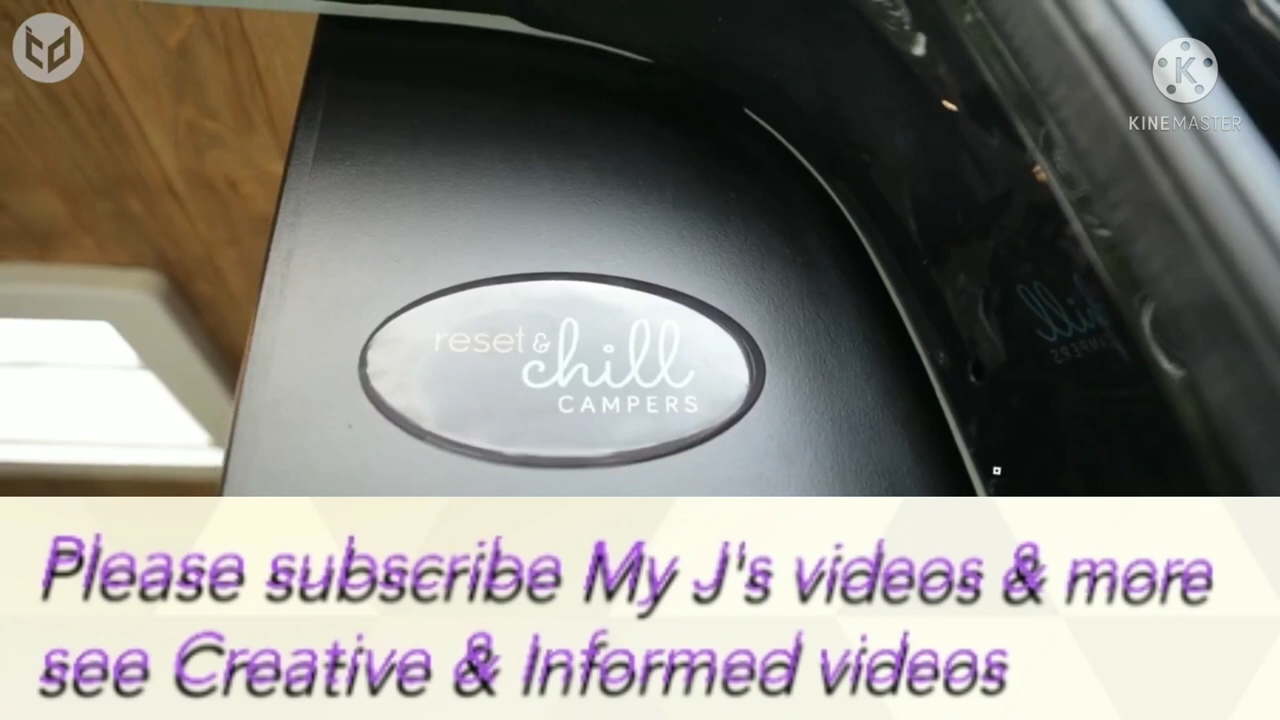 KINEMASTER
reset & chill
CAMPERS
Please subscribe My J's videos & more
see Creative & Informed videos